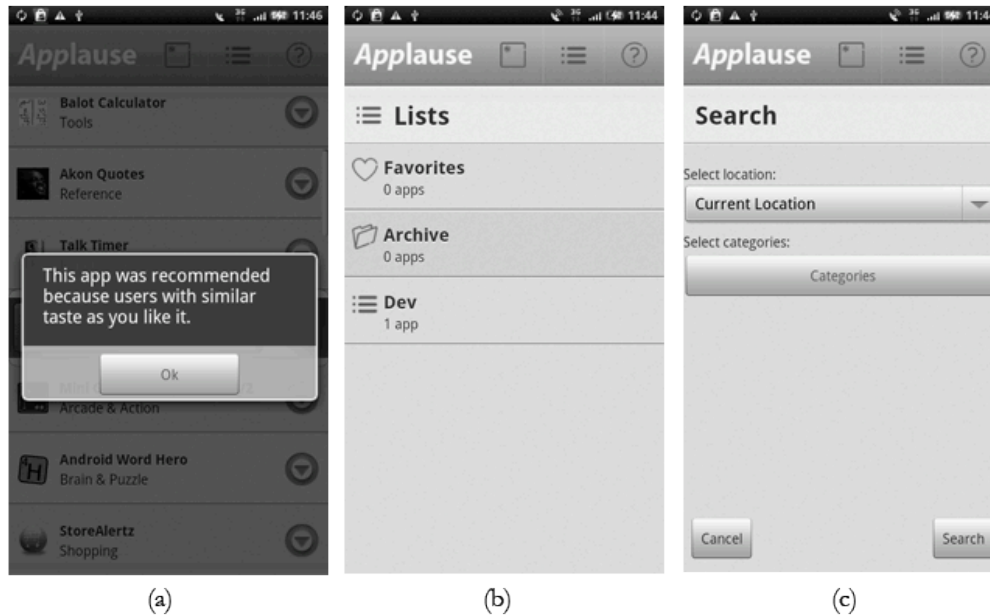 11:46
Applause
Balot Calculator
Tools
Akon Quotes
Reference
Talk Timer
This app was recommended
because users with similar
taste as you like it.
Ok
Arcade & Action
Android Word Hero
Brain & Puzzle
StoreAlertz
Shopping
(a)
3G
11:44
Applause
Lists
Favorites
0 apps
Archive
0 apps
Dev
1 app
(b)
3G
Applause
Search
Select location:
Current Location
Select categories:
Categories
Cancel
Search
(c)